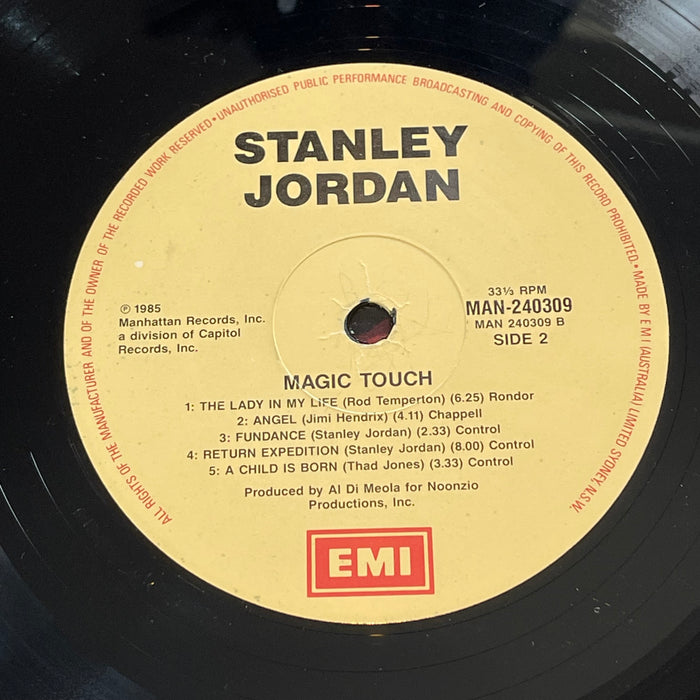 ALL RIGHTS OF THE MANUFACTURER AND OF THE OWNER OF THE RECORDED WORK RESERVED • UNAUTHORISED PUBLIC PERFORMANCE BROADCASTING AND COPYING OF THIS RECORD PROHIBITED. • MADE BY E M I (AUSTRALIA) LIMITED SYDNEY, N.S.W.
STANLEY
JORDAN
℗ 1985
Manhattan Records, Inc.
a division of Capitol
Records, Inc.
33⅓ RPM
MAN-240309
MAN 240309 B
SIDE 2
MAGIC TOUCH
1: THE LADY IN MY LIFE (Rod Temperton) (6.25) Rondor
2: ANGEL (Jimi Hendrix) (4.11) Chappell
3: FUNDANCE (Stanley Jordan) (2.33) Control
4: RETURN EXPEDITION (Stanley Jordan) (8.00) Control
5: A CHILD IS BORN (Thad Jones) (3.33) Control
Produced by Al Di Meola for Noonzio
Productions, Inc.
EMI